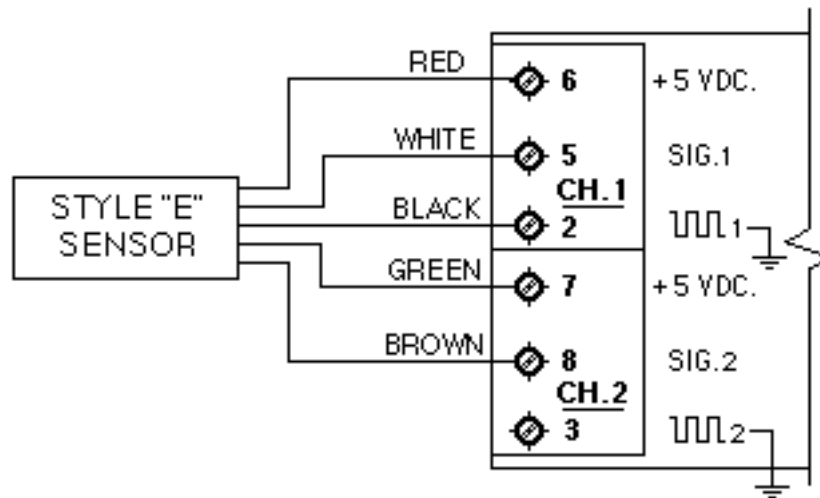 RED 6 +5 VDC.
WHITE 5 SIG.1
CH.1
STYLE "E"
SENSOR
BLACK 2 1
GREEN 7 +5 VDC.
BROWN 8 SIG.2
CH.2
3 2